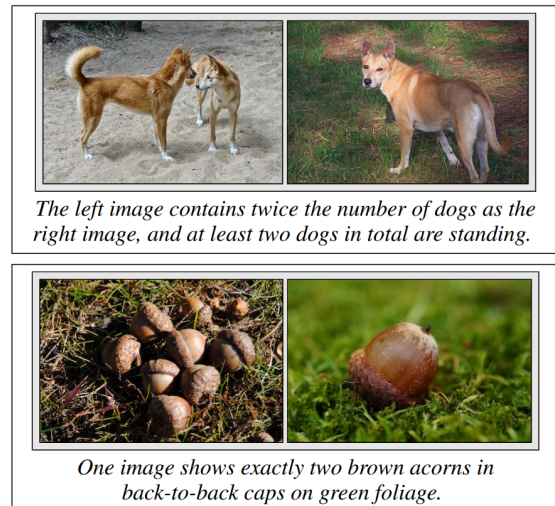 The left image contains twice the number of dogs as the
right image, and at least two dogs in total are standing.
One image shows exactly two brown acorns in
back-to-back caps on green foliage.